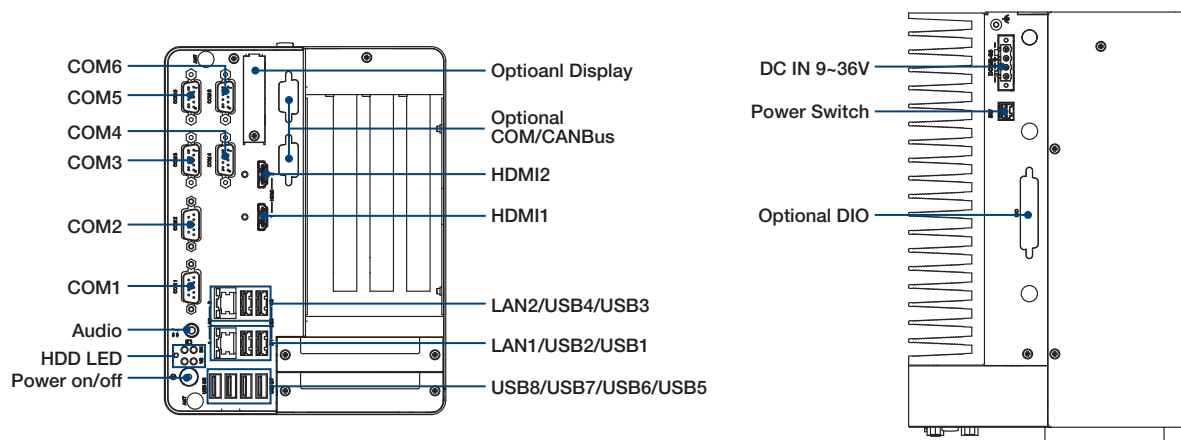 COM6
COM5
COM4
COM3
COM2
COM1
Audio
HDD LED
Power on/off
Optioanl Display
Optional
COM/CANBus
HDMI2
HDMI1
LAN2/USB4/USB3
LAN1/USB2/USB1
USB8/USB7/USB6/USB5
DC IN 9~36V
Power Switch
Optional DIO